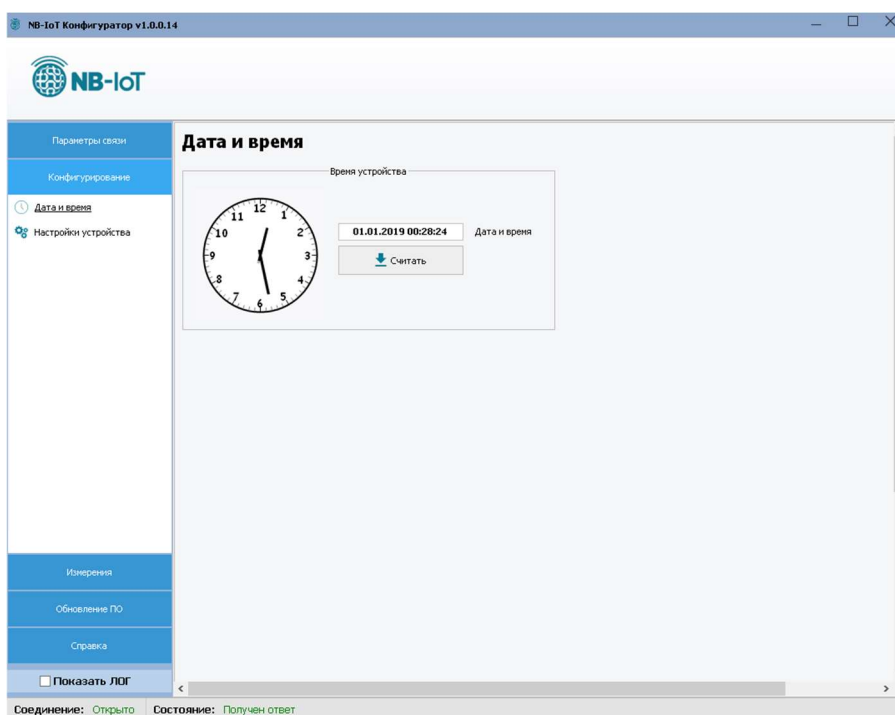 NB-IoT Конфигуратор v1.0.0.14
NB-IoT
Параметры связи
Конфигурирование
Дата и время
Настройки устройства
Измерения
Обновление ПО
Справка
Показать ЛОГ
Дата и время
Время устройства
12
1
2
3
4
5
6
7
8
9
10
11
01.01.2019 00:28:24 Дата и время
Считать
Соединение: Открыто Состояние: Получен ответ